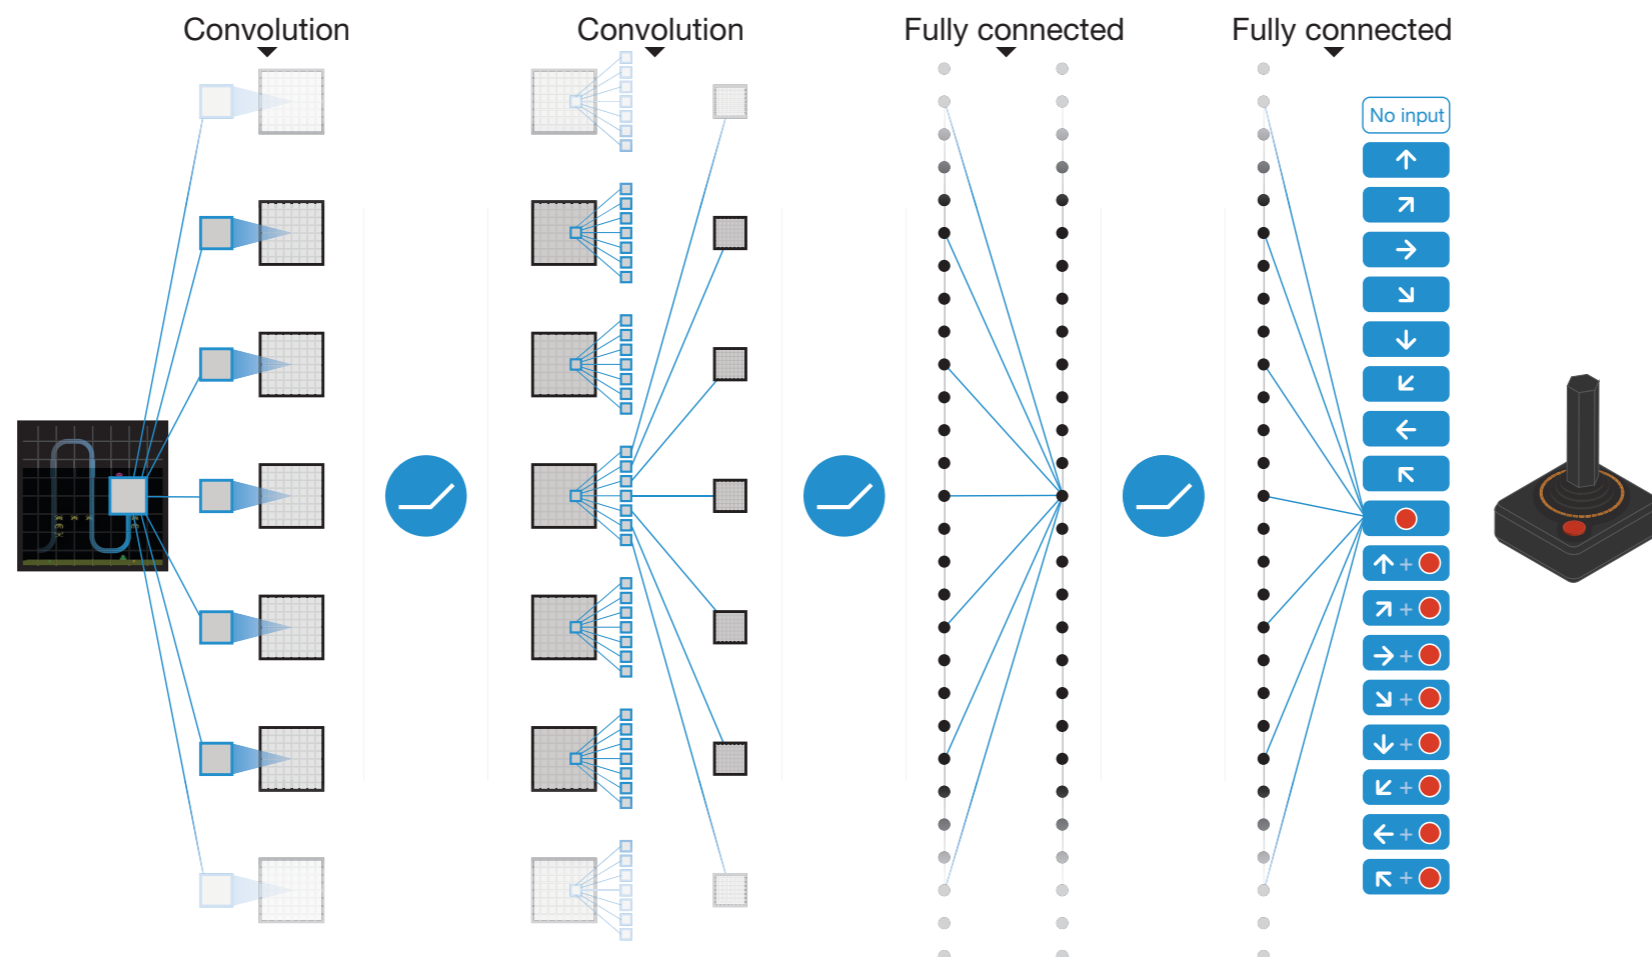 Convolution
Convolution
Fully connected
Fully connected
No input
+
+
+
+
+
+
+
+